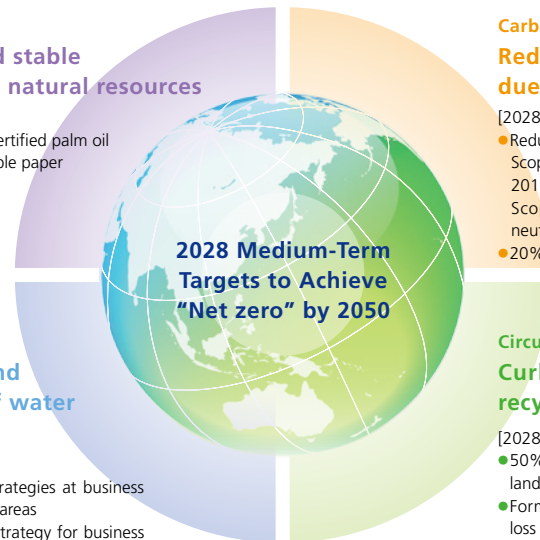 d stable
natural resources
ertified palm oil
ble paper
Carb
Red
due
[2028
●Redu
Scop
201
Sco
neut
●20%
2028 Medium-Term
Targets to Achieve
“Net zero” by 2050
nd
f water
rategies at business
areas
trategy for business
Circu
Curl
recy
[2028
●50%
land
●Form
loss